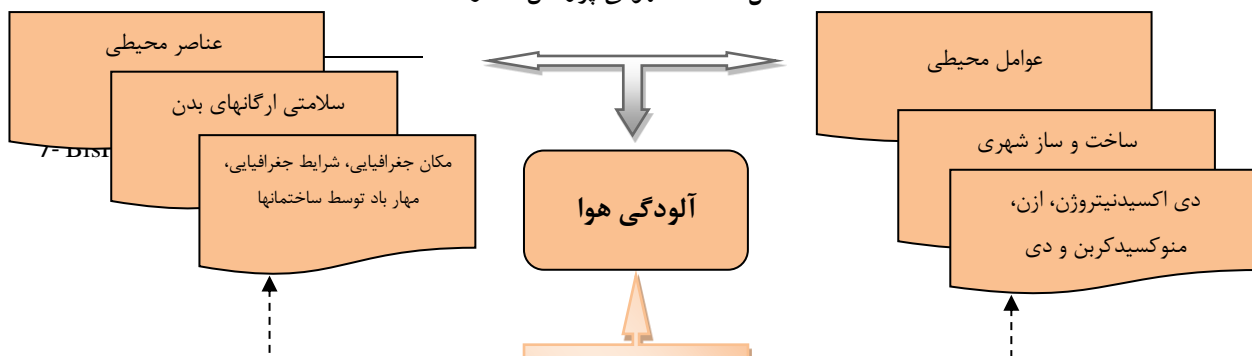 عوامل محیطی
ساخت و ساز شهری
دی اکسیدنیتروژن، ازن،
منوکسیدکربن و دی
آلودگی هوا
عناصر محیطی
سلامتی ارگانهای بدن
مکان جغرافیایی، شرایط جغرافیایی،
مهار باد توسط ساختمانها